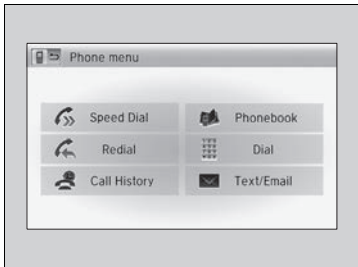 Phone menu
Speed Dial
Phonebook
Redial
Dial
Call History
Text/Email